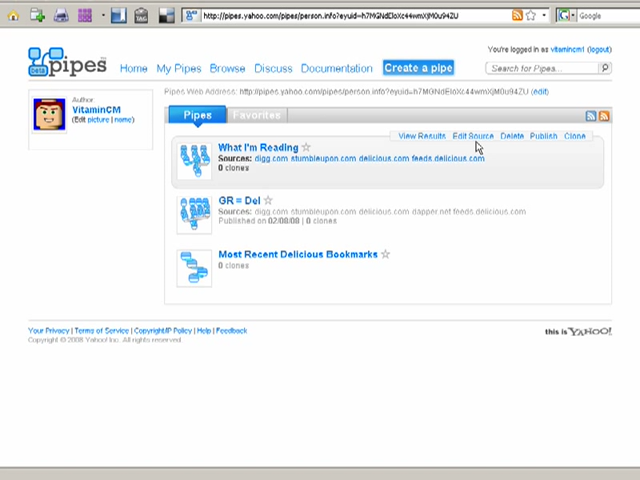 http://pipes.yahoo.com/pipes/person.info?eyuid=h7MGNdEloXc44wmXjM0u94ZU
Google
TAG
You're logged in as vitamincm1 (logout)
beta pipes
Home My Pipes Browse Discuss Documentation Create a pipe
Search for Pipes...
Author
VitaminCM
(Edit picture | name)
Pipes Web Address: http://pipes.yahoo.com/pipes/person.info?eyuid=h7MGNdEloXc44wmXjM0u94ZU (edit)
Pipes Favorites
View Results Edit Source Delete Publish Clone
What I'm Reading
Sources: digg.com stumbleupon.com delicious.com feeds.delicious.com
0 clones
GR = Del
Sources: digg.com stumbleupon.com delicious.com dapper.net feeds.delicious.com
Published on 02/09/08 | 0 clones
Most Recent Delicious Bookmarks
0 clones
Your Privacy | Terms of Service | Copyright/IP Policy | Help | Feedback
Copyright © 2008 Yahoo! Inc. All rights reserved.
this is YAHOO!